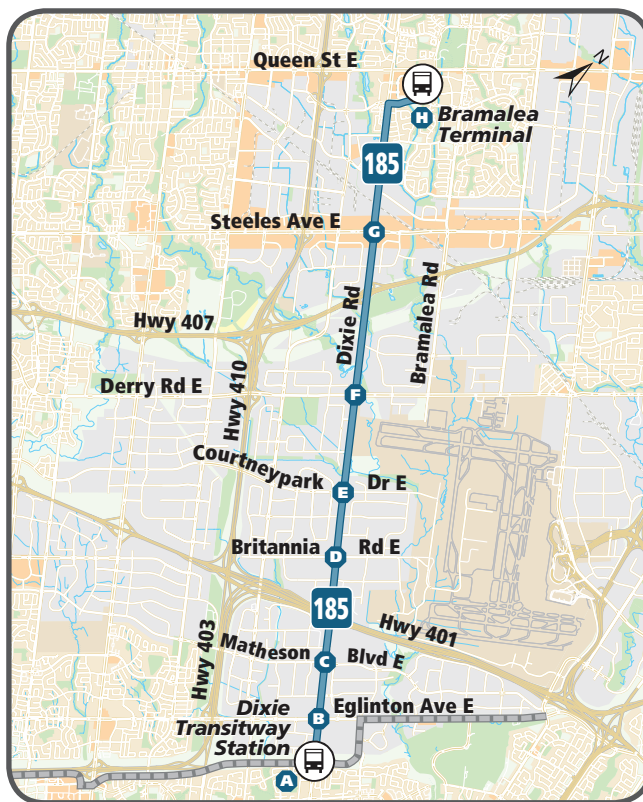 Queen St E
N
H
Bramalea
Terminal
185
Steeles Ave E
G
Dixie Rd
Bramalea Rd
Hwy 407
Hwy 410
Derry Rd E
F
Courtneypark
E
Dr E
Britannia
D
Rd E
185
Hwy 401
Hwy 403
Matheson
C
Blvd E
Dixie
Transitway
Station
B
Eglinton Ave E
A